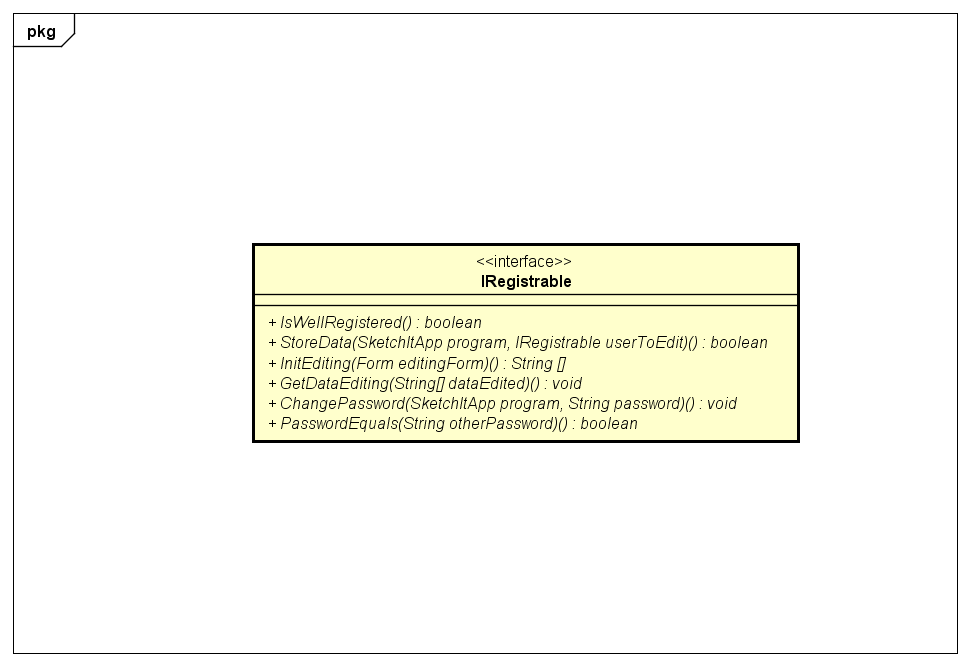 pkg
<<interface>>
IRegistrable
+ IsWellRegistered() : boolean
+ StoreData(SketchItApp program, IRegistrable userToEdit)() : boolean
+ InitEditing(Form editingForm)() : String []
+ GetDataEditing(String[] dataEdited)() : void
+ ChangePassword(SketchItApp program, String password)() : void
+ PasswordEquals(String otherPassword)() : boolean